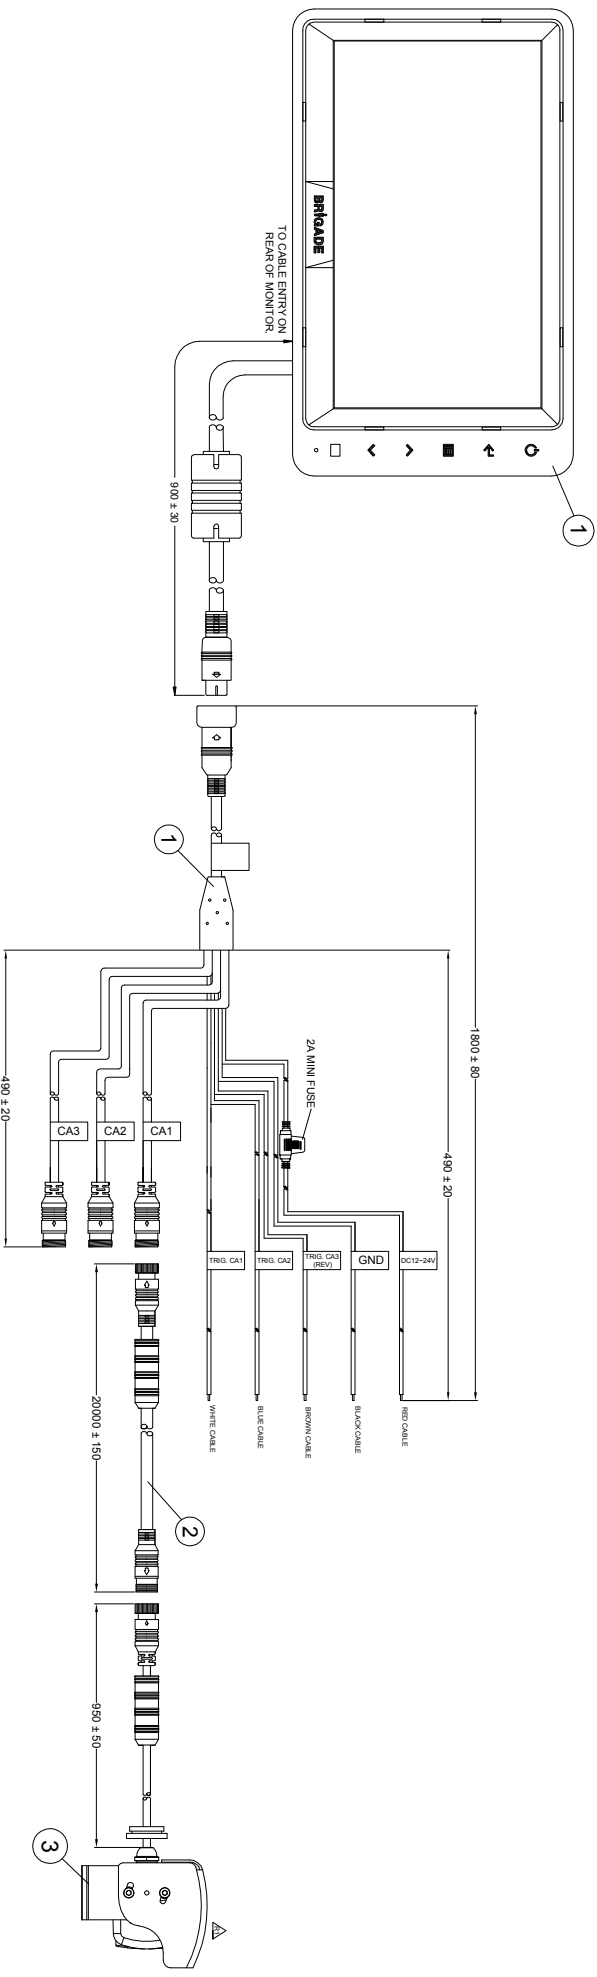 BRIGADE
TO CABLE ENTRY ON
REAR OF MONITOR.
1
900 ± 30
1
1800 ± 80
490 ± 20
490 ± 20
2A MINI FUSE
CA3
CA2
CA1
TRIG. CA1
TRIG. CA2
TRIG. CA3
(REV)
GND
DC12~24V
WHITE CABLE
BLUE CABLE
BROWN CABLE
BLACK CABLE
RED CABLE
20000 ± 150
2
950 ± 50
3
R1